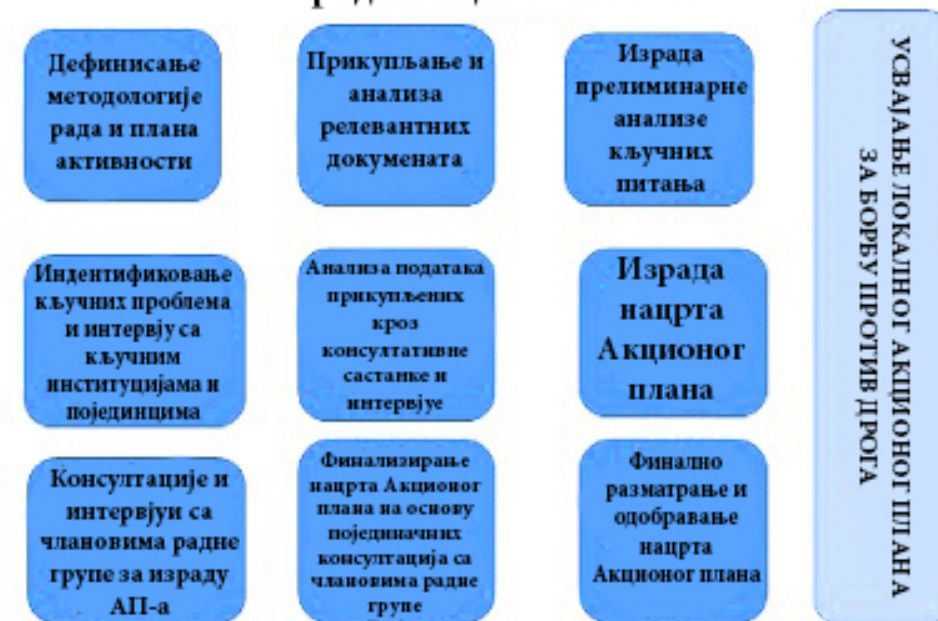 Дефинисање
методологије
рада и плана
активности
Прикупљање и
анализа
релевантних
докумената
Израда
прелиминарне
анализе
кључних
питања
Индентификовање
кључних проблема
и интервју са
кључним
институцијама и
појединцима
Анализа података
прикупљених
кроз
консултативне
састанке и
интервјуе
Израда
нацрта
Акционог
плана
Консултације и
интервјуи са
члановима радне
групе за израду
АП-а
Финализирање
нацрта Акционог
плана на основу
појединачних
консултација са
члановима радне
групе
Финално
разматрање и
одобравање
нацрта
Акционог плана
УСВАЈАЊЕ ЛОКАЛНОГ АКЦИОНОГ ПЛАНА
ЗА БОРБУ ПРОТИВ ДРОГА